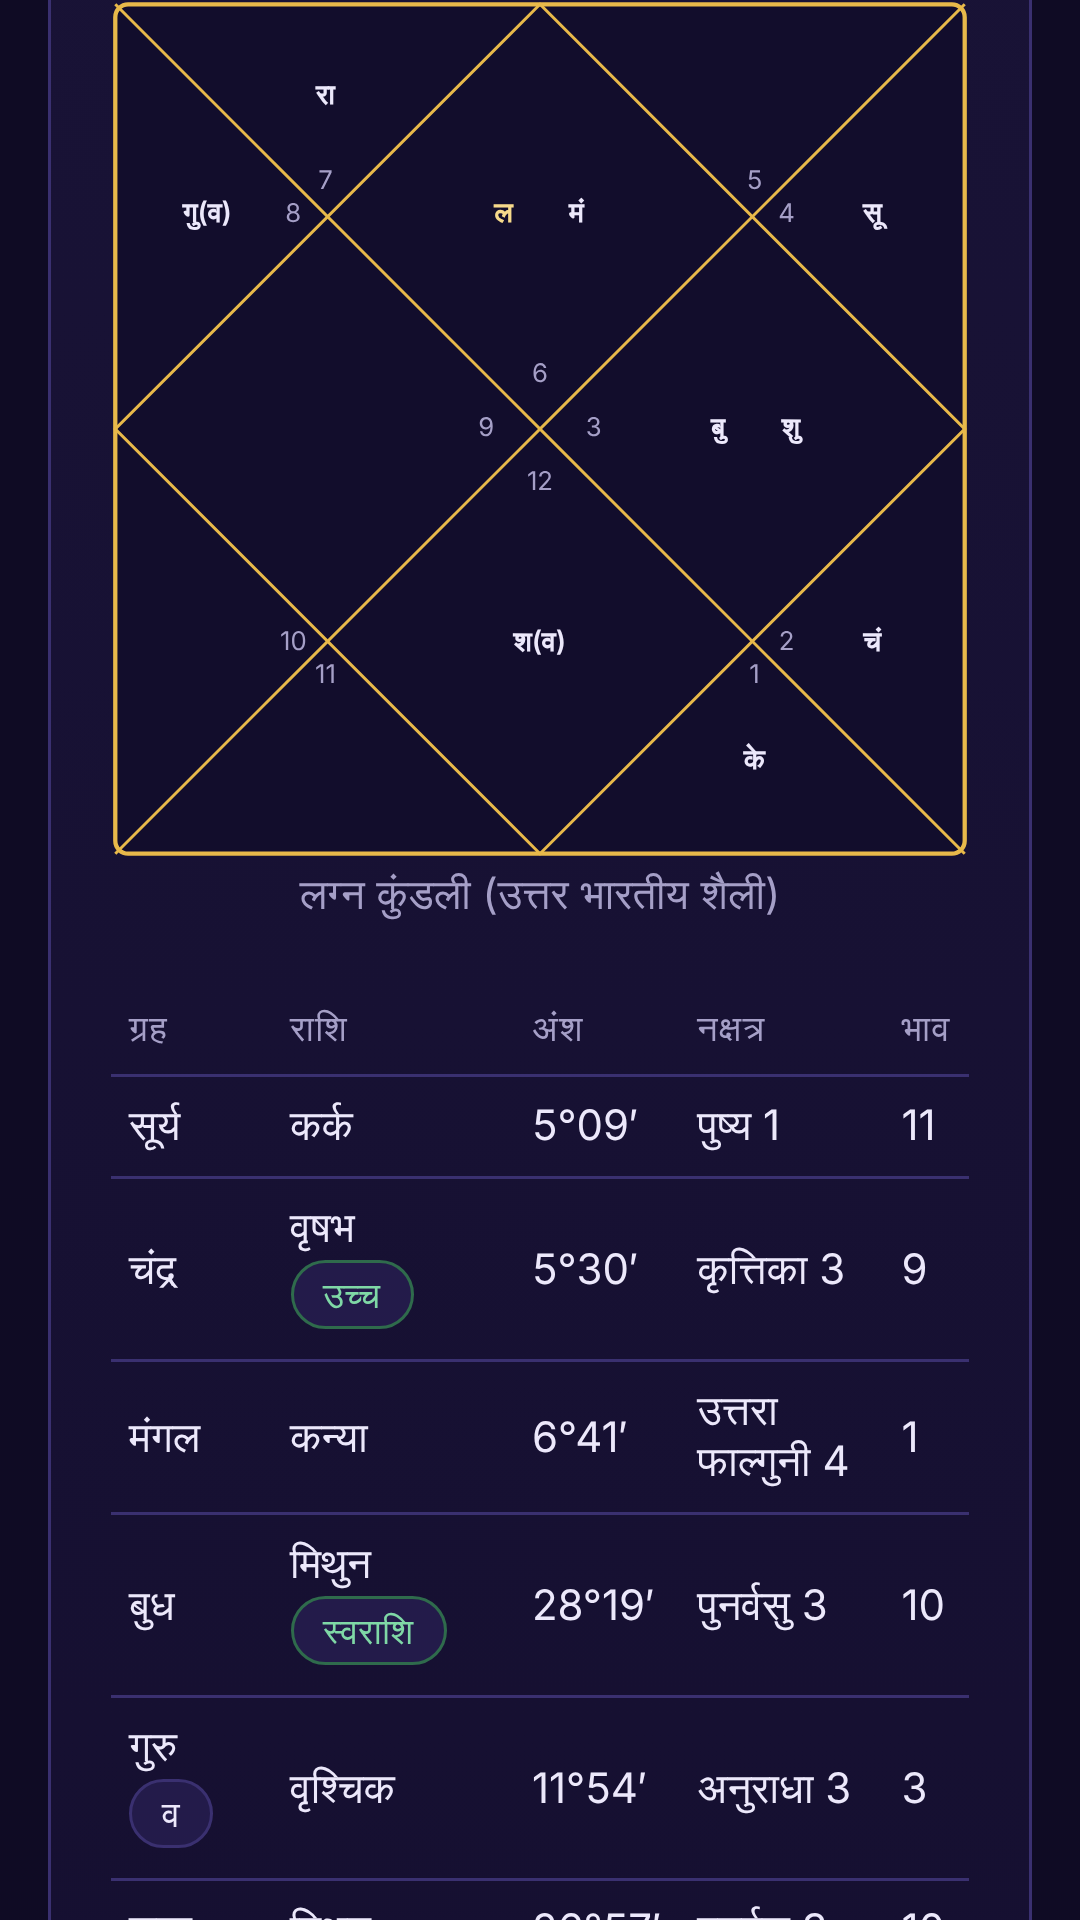 रा
7
5
गु(व) 8 ल मं 4 सू
6
9 3 बु शु
12
10 श(व) 2 चं
11 1
के
लग्न कुंडली (उत्तर भारतीय शैली)
ग्रह राशि अंश नक्षत्र भाव
सूर्य कर्क 5°09′ पुष्य 1 11
वृषभ
चंद्र 5°30′ कृत्तिका 3 9
उच्च
उत्तरा
मंगल कन्या 6°41′ 1
फाल्गुनी 4
मिथुन
बुध 28°19′ पुनर्वसु 3 10
स्वराशि
गुरु
वृश्चिक 11°54′ अनुराधा 3 3
व